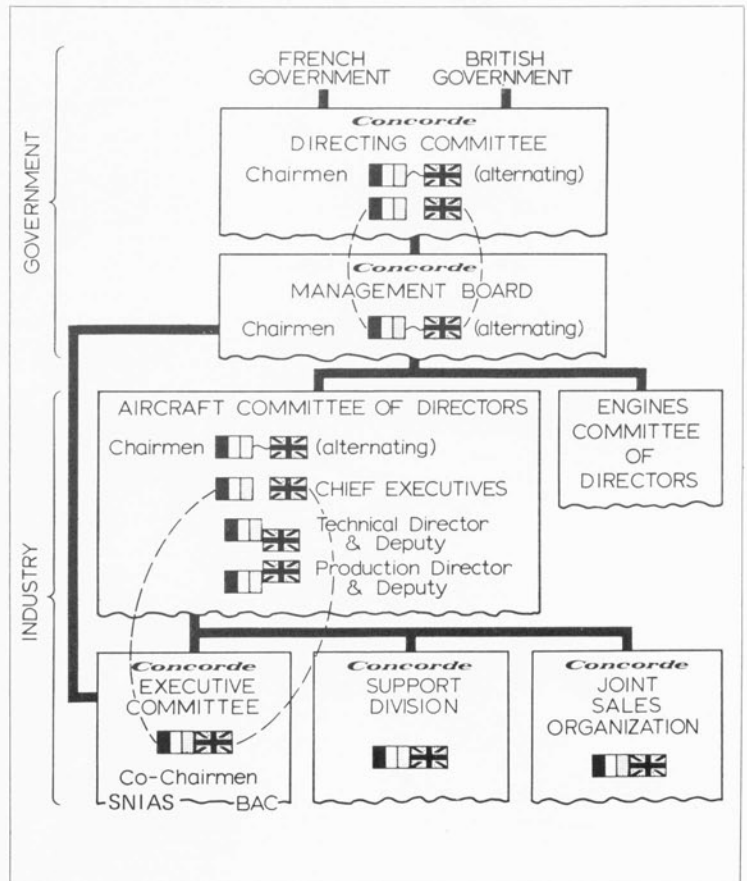 FRENCH GOVERNMENT
BRITISH GOVERNMENT
GOVERNMENT
Concorde
DIRECTING COMMITTEE
Chairmen (alternating)
Concorde
MANAGEMENT BOARD
Chairmen (alternating)
INDUSTRY
AIRCRAFT COMMITTEE OF DIRECTORS
Chairmen (alternating)
CHIEF EXECUTIVES
Technical Director
& Deputy
Production Director
& Deputy
ENGINES
COMMITTEE
OF
DIRECTORS
Concorde
EXECUTIVE
COMMITTEE
Co-Chairmen
SNIAS BAC
Concorde
SUPPORT
DIVISION
Concorde
JOINT
SALES
ORGANIZATION